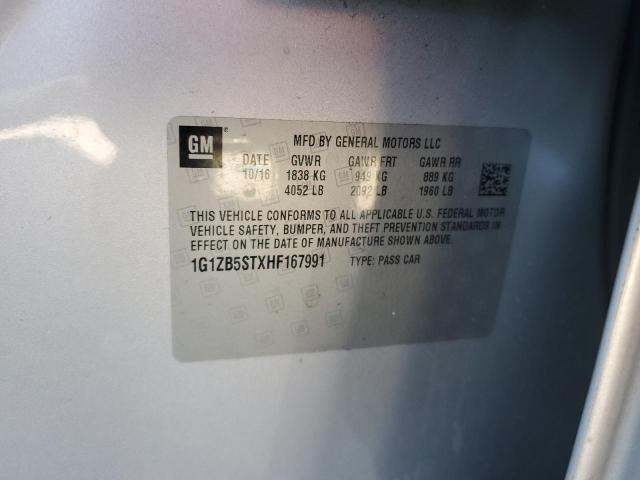 GM
MFD BY GENERAL MOTORS LLC
DATE GVWR GAWR FRT GAWR RR
10/16 1838 KG 949 KG 889 KG
4052 LB 2092 LB 1960 LB
THIS VEHICLE CONFORMS TO ALL APPLICABLE U.S. FEDERAL MOTOR
VEHICLE SAFETY, BUMPER, AND THEFT PREVENTION STANDARDS IN
EFFECT ON THE DATE OF MANUFACTURE SHOWN ABOVE.
1G1ZB5STXHF167991 TYPE: PASS CAR